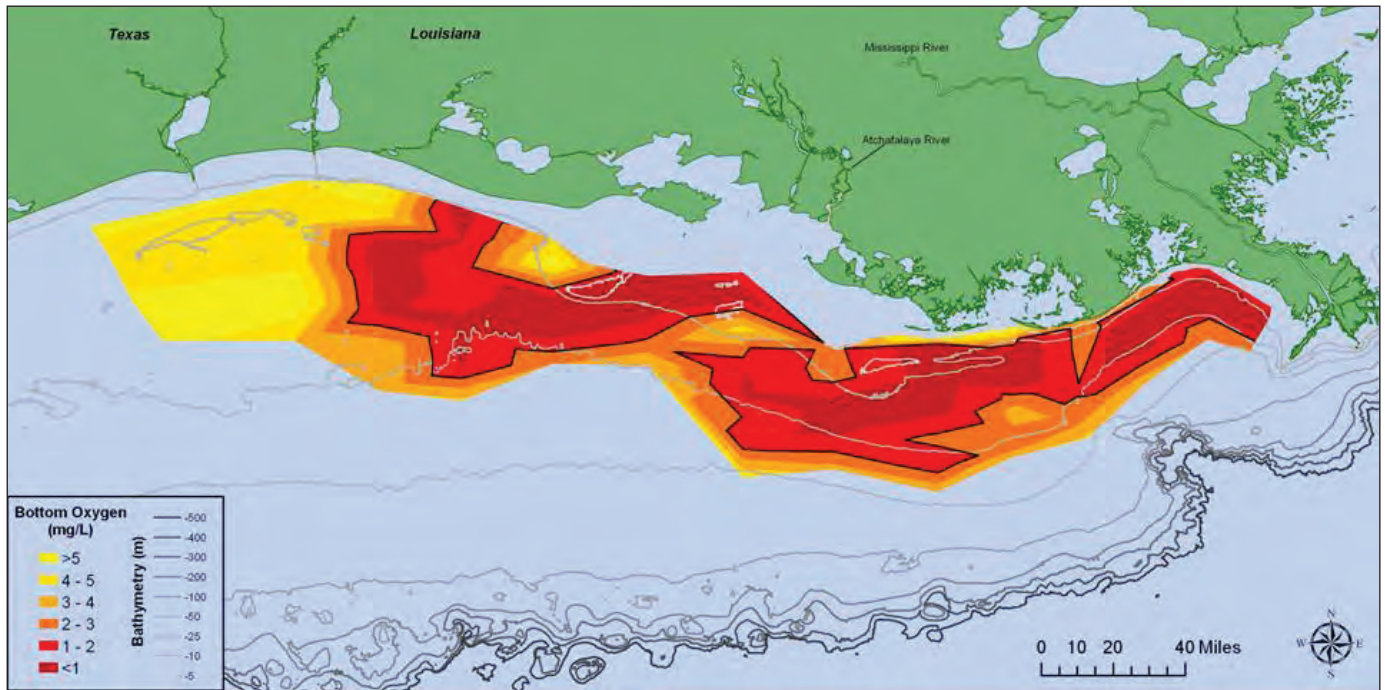 Texas
Louisiana
Mississippi River
Atchafalaya River
Bottom Oxygen
(mg/L)
>5
4 - 5
3 - 4
2 - 3
1 - 2
<1
Bathymetry (m)
-500
-400
-300
-200
-100
-50
-25
-10
-5
0 10 20 40 Miles
N
W E
S